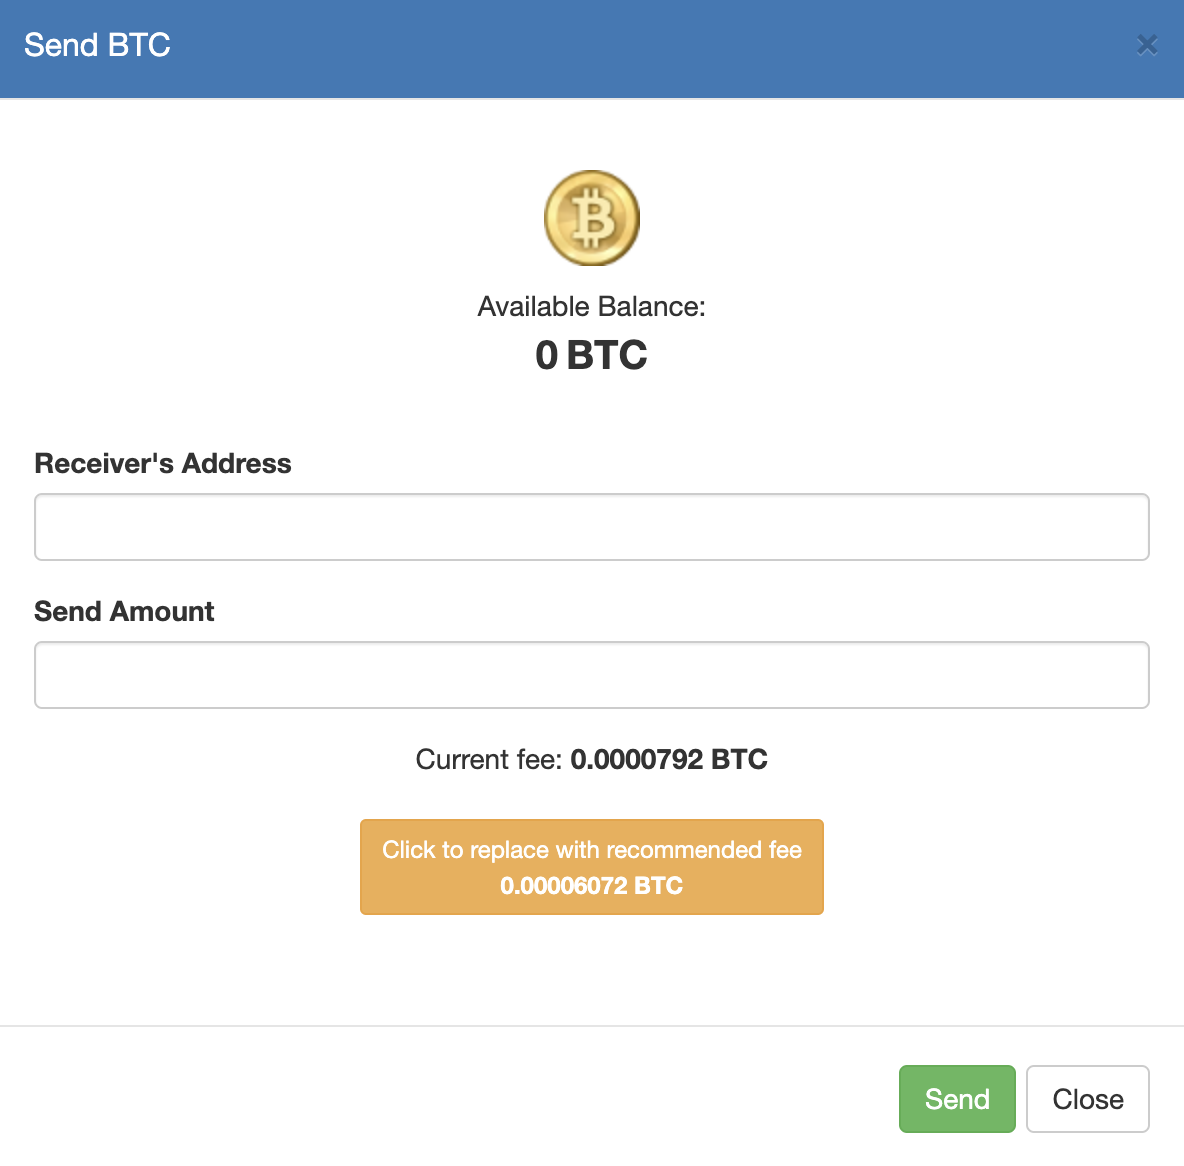 Send BTC
Available Balance:
0 BTC
Receiver's Address
Send Amount
Current fee: 0.0000792 BTC
Click to replace with recommended fee
0.00006072 BTC
Send Close